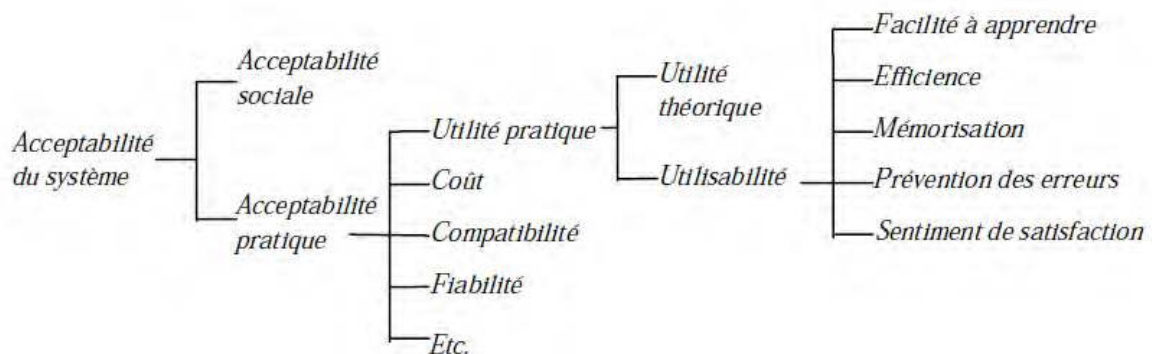 Acceptabilité
du système
Acceptabilité
sociale
Acceptabilité
pratique
Utilité pratique
Coût
Compatibilité
Fiabilité
Etc.
Utilité
théorique
Utilisabilité
Facilité à apprendre
Efficience
Mémorisation
Prévention des erreurs
Sentiment de satisfaction